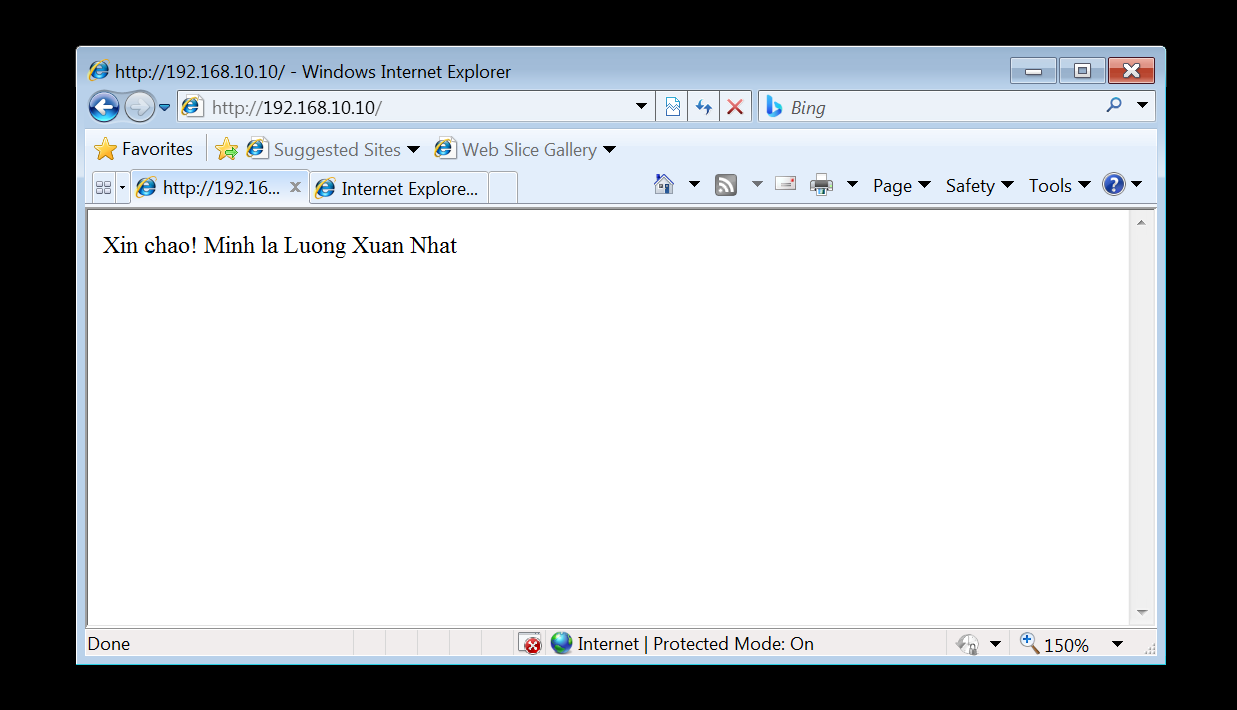 http://192.168.10.10/ - Windows Internet Explorer
http://192.168.10.10/ Bing
Favorites Suggested Sites Web Slice Gallery
http://192.16... Internet Explore... Page Safety Tools
Xin chao! Minh la Luong Xuan Nhat
Done Internet | Protected Mode: On 150%